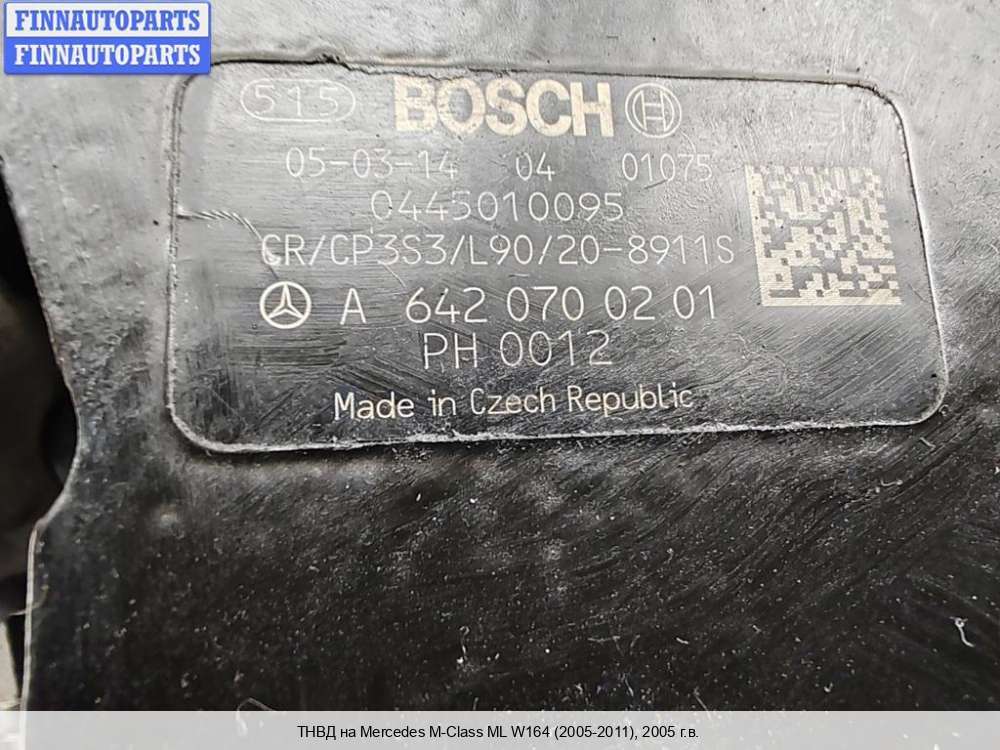 FINNAUTOPARTS
FINNAUTOPARTS
515 BOSCH
05-03-14 04 01075
0445010095
CR/CP3S3/L90/20-8911S
A 642 070 02 01
PH 0012
Made in Czech Republic
ТНВД на Mercedes M-Class ML W164 (2005-2011), 2005 г.в.